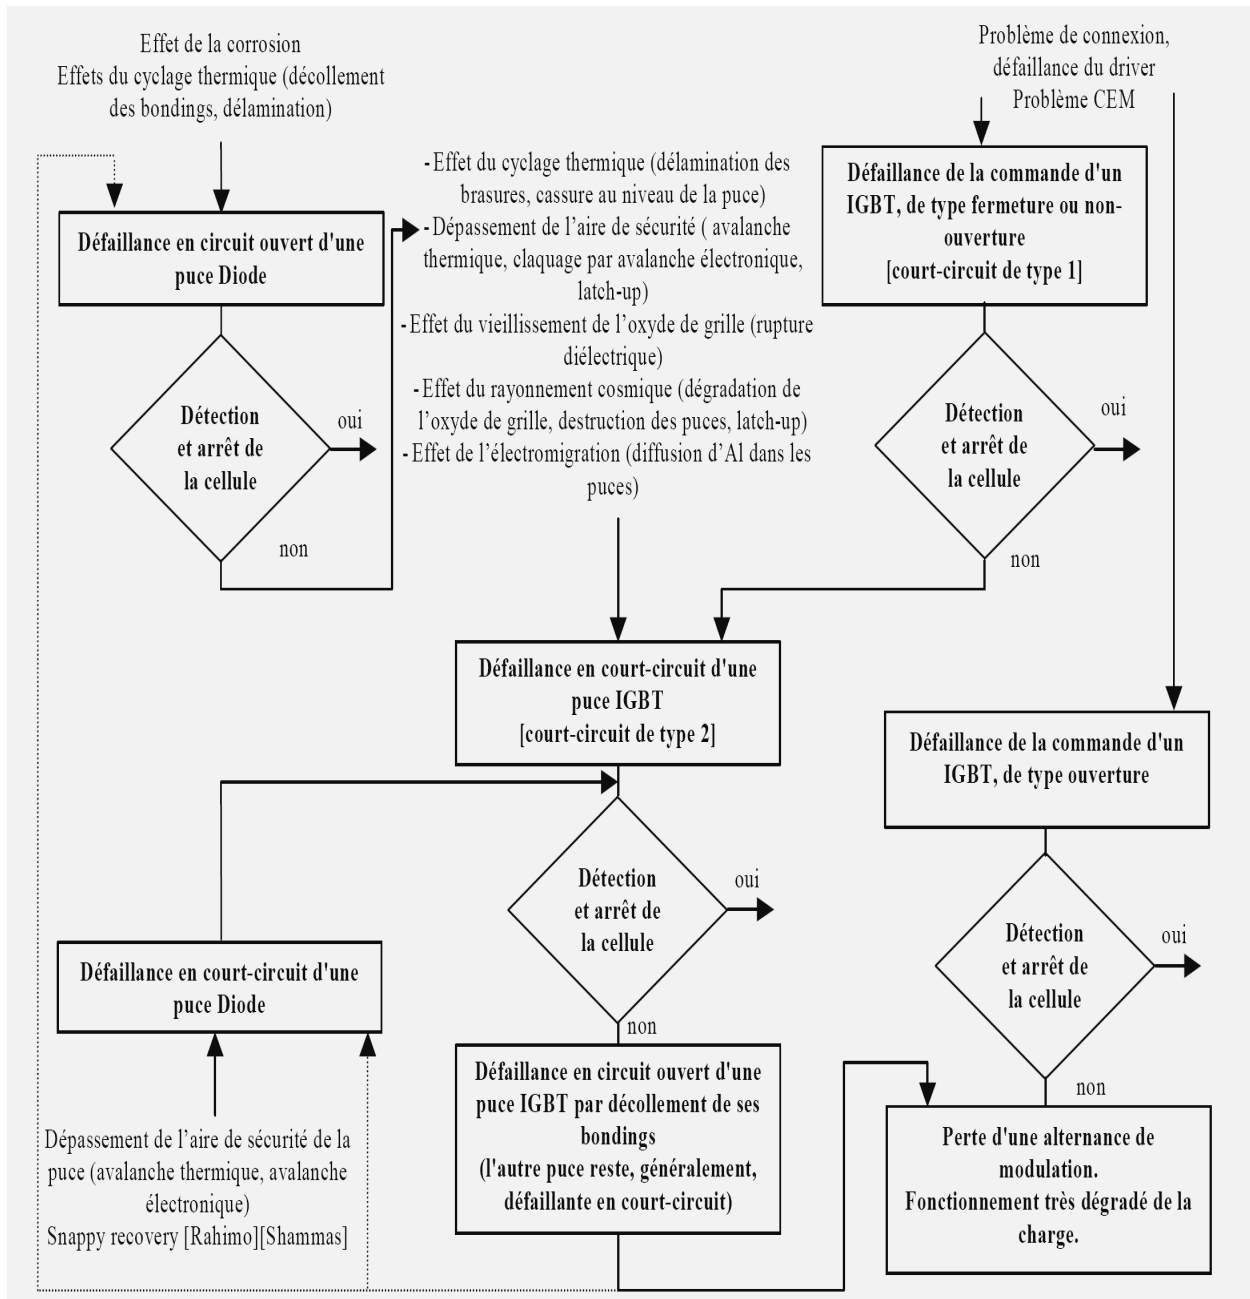 Effet de la corrosion
Effets du cyclage thermique (décollement
des bondings, délamination)
Problème de connexion,
défaillance du driver
Problème CEM
Défaillance en circuit ouvert d'une
puce Diode
- Effet du cyclage thermique (délamination des
brasures, cassure au niveau de la puce)
- Dépassement de l'aire de sécurité ( avalanche
thermique, claquage par avalanche électronique,
latch-up)
- Effet du vieillissement de l'oxyde de grille (rupture
diélectrique)
- Effet du rayonnement cosmique (dégradation de
l'oxyde de grille, destruction des puces, latch-up)
- Effet de l'électromigration (diffusion d'Al dans les
puces)
Défaillance de la commande d'un
IGBT, de type fermeture ou non-
ouverture
[court-circuit de type 1]
Détection
et arrêt de
la cellule
oui
non
Détection
et arrêt de
la cellule
oui
non
Défaillance en court-circuit d'une
puce IGBT
[court-circuit de type 2]
Défaillance de la commande d'un
IGBT, de type ouverture
Détection
et arrêt de
la cellule
oui
non
Détection
et arrêt de
la cellule
oui
non
Défaillance en court-circuit d'une
puce Diode
Dépassement de l'aire de sécurité de la
puce (avalanche thermique, avalanche
électronique)
Snappy recovery [Rahimo][Shammas]
Défaillance en circuit ouvert d'une
puce IGBT par décollement de ses
bondings
(l'autre puce reste, généralement,
défaillante en court-circuit)
Perte d'une alternance de
modulation.
Fonctionnement très dégradé de la
charge.